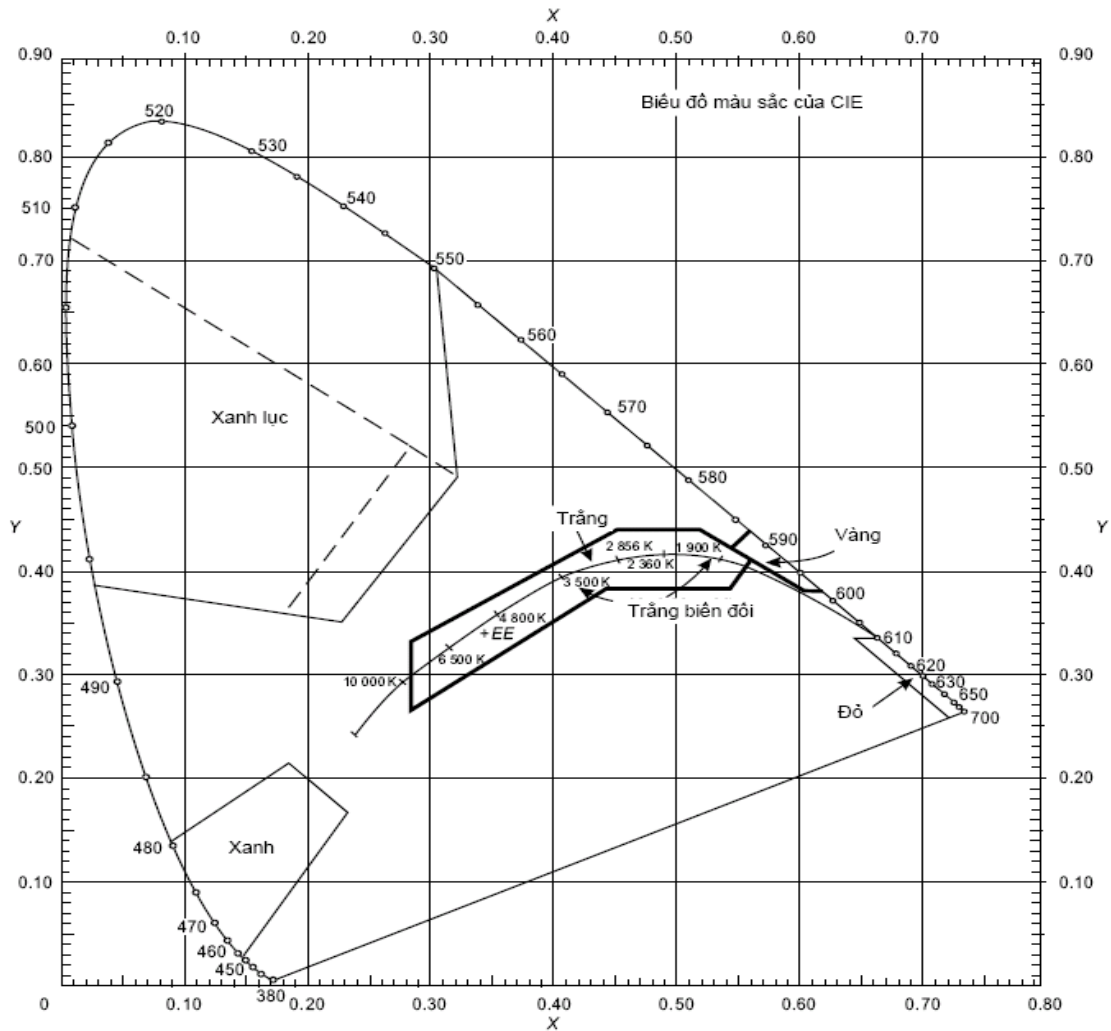 X
0.10 0.20 0.30 0.40 0.50 0.60 0.70
0.90 0.90
Biểu đồ màu sắc của CIE
520
530
0.80 0.80
540
510
0.70 550 0.70
560
0.60 0.60
570
Xanh lục
500
580
0.50 0.50
Trắng
Y Y
590 Vàng
2 856 K 1 900 K
2 360 K
0.40 3 500 K 0.40
600
Trắng biên đôi
4 800 K
+EE 610
6 500 K
0.30 620 0.30
10 000 K 630
490 650
Đỏ 700
0.20 0.20
480 Xanh
0.10 0.10
470
460
450
380
0 0.10 0.20 0.30 0.40 0.50 0.60 0.70 0.80
X